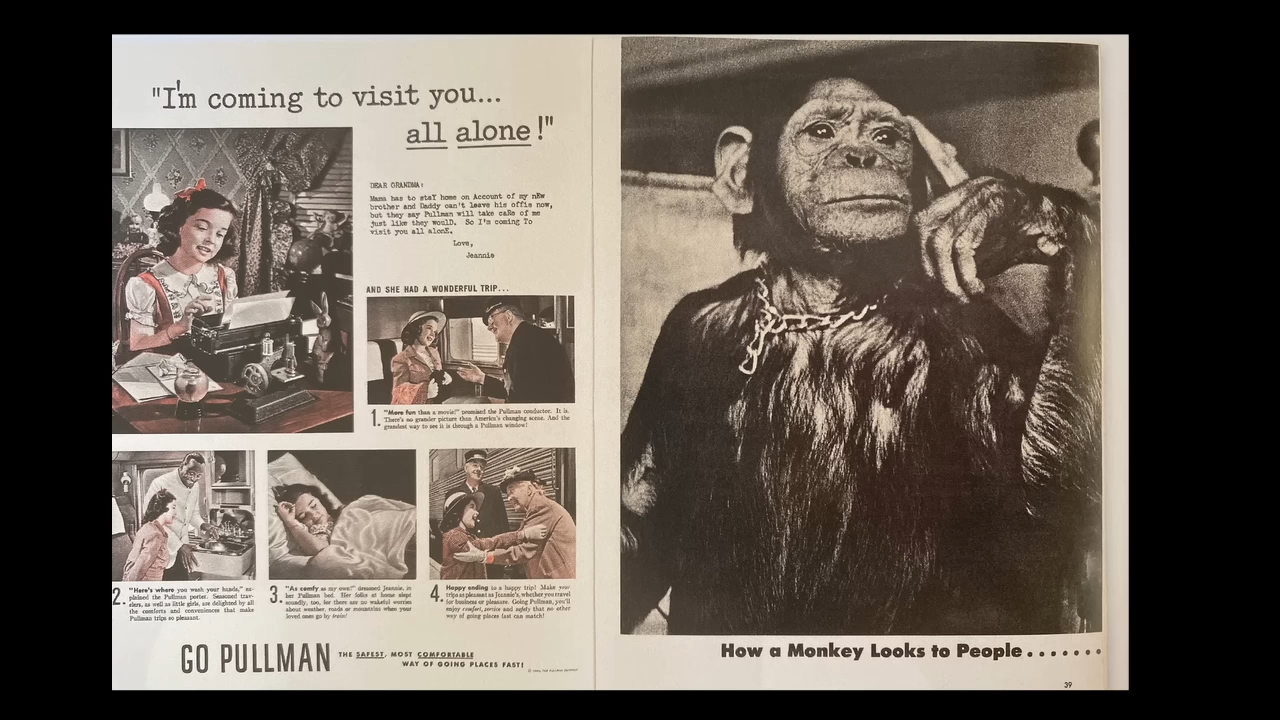 "I'm coming to visit you...
all alone!"
DEAR GRANDMA:
Mama has to staY home on Account of my nEw
brother and Daddy can't leave his offis now,
but they say Pullman will take caRe of me
just like they woulD. So I'm coming To
visit you all alonE.
Love,
Jeannie
AND SHE HAD A WONDERFUL TRIP...
1. "More fun than a movie!" promised the Pullman conductor. It is.
There's no grander picture than America's changing scene. And the
grandest way to see it is through a Pullman window!
2. "Here's where you wash your hands," ex-
plained the Pullman porter. Seasoned trav-
elers, as well as little girls, are delighted by all
the comforts and conveniences that make
Pullman trips so pleasant.
3. "As comfy as my own!" dreamed Jeannie, in
her Pullman bed. Her folks at home slept
soundly, too, for there are no wakeful worries
about weather, roads or mountains when your
loved ones go by train!
4. Happy ending to a happy trip! Make your
trips as pleasant as Jeannie's, whether you travel
for business or pleasure. Going Pullman, you'll
enjoy comfort, service and safety that no other
way of going places fast can match!
GO PULLMAN THE SAFEST, MOST COMFORTABLE
WAY OF GOING PLACES FAST!
How a Monkey Looks to People.......
39